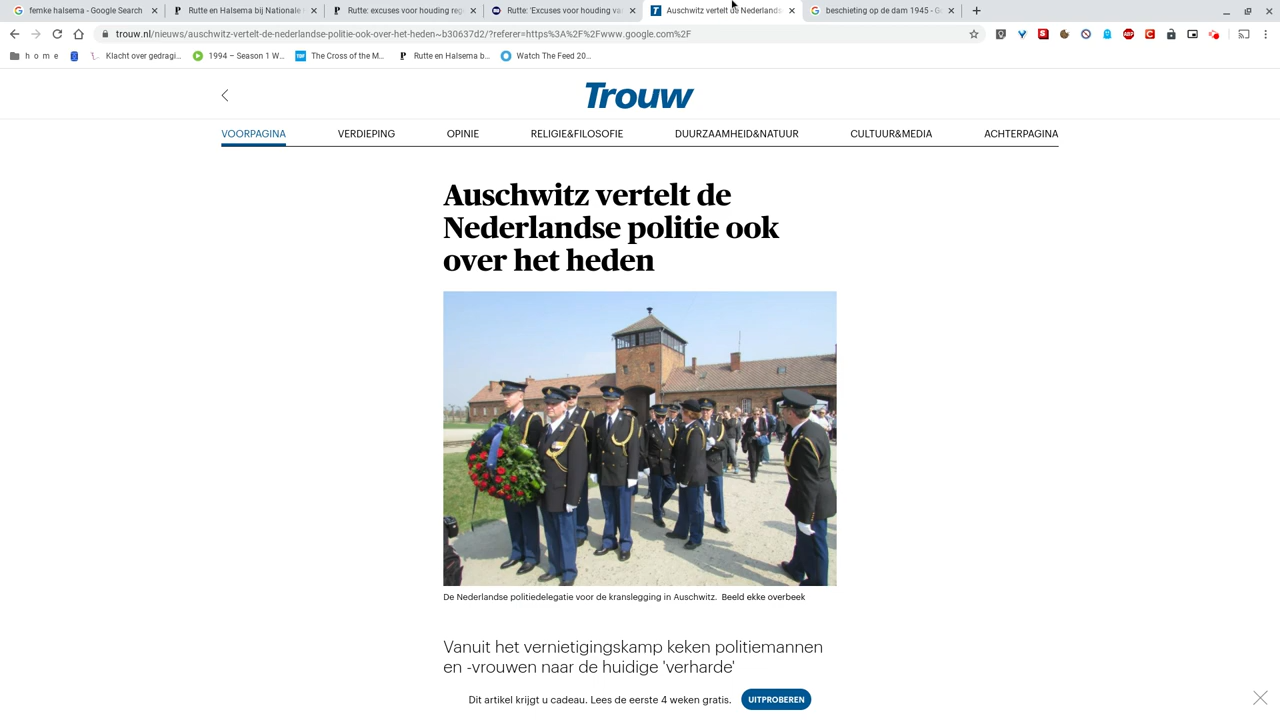 femke halsema - Google Search
Rutte en Halsema bij Nationale
Rutte: excuses voor houding reg
Rutte: 'Excuses voor houding va
Auschwitz vertelt de Nederlands
beschieting op de dam 1945 - G
trouw.nl/nieuws/auschwitz-vertelt-de-nederlandse-politie-ook-over-het-heden~b30637d2/?referer=https%3A%2F%2Fwww.google.com%2F
h o m e
Klacht over gedragi...
1994 – Season 1 W...
The Cross of the M...
Rutte en Halsema b...
Watch The Feed 20...
Trouw
VOORPAGINA
VERDIEPING
OPINIE
RELIGIE&FILOSOFIE
DUURZAAMHEID&NATUUR
CULTUUR&MEDIA
ACHTERPAGINA
Auschwitz vertelt de
Nederlandse politie ook
over het heden
De Nederlandse politiedelegatie voor de kranslegging in Auschwitz. Beeld ekke overbeek
Vanuit het vernietigingskamp keken politiemannen
en -vrouwen naar de huidige 'verharde'
Dit artikel krijgt u cadeau. Lees de eerste 4 weken gratis. UITPROBEREN